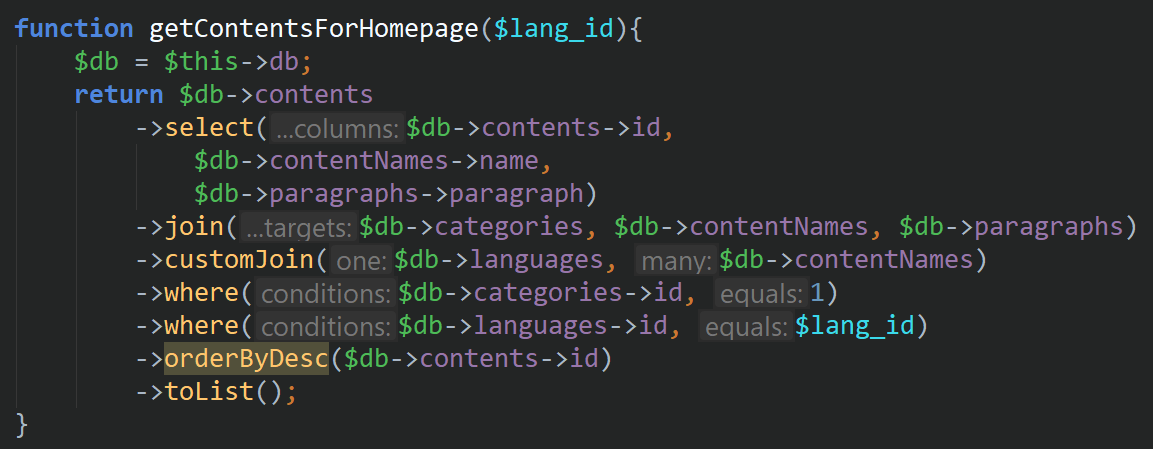 function getContentsForHomepage($lang_id){
    $db = $this->db;
    return $db->contents
        ->select( ...columns: $db->contents->id,
            $db->contentNames->name,
            $db->paragraphs->paragraph)
        ->join( ...targets: $db->categories, $db->contentNames, $db->paragraphs)
        ->customJoin( one: $db->languages, many: $db->contentNames)
        ->where( conditions: $db->categories->id, equals: 1)
        ->where( conditions: $db->languages->id, equals: $lang_id)
        ->orderByDesc($db->contents->id)
        ->toList();
}